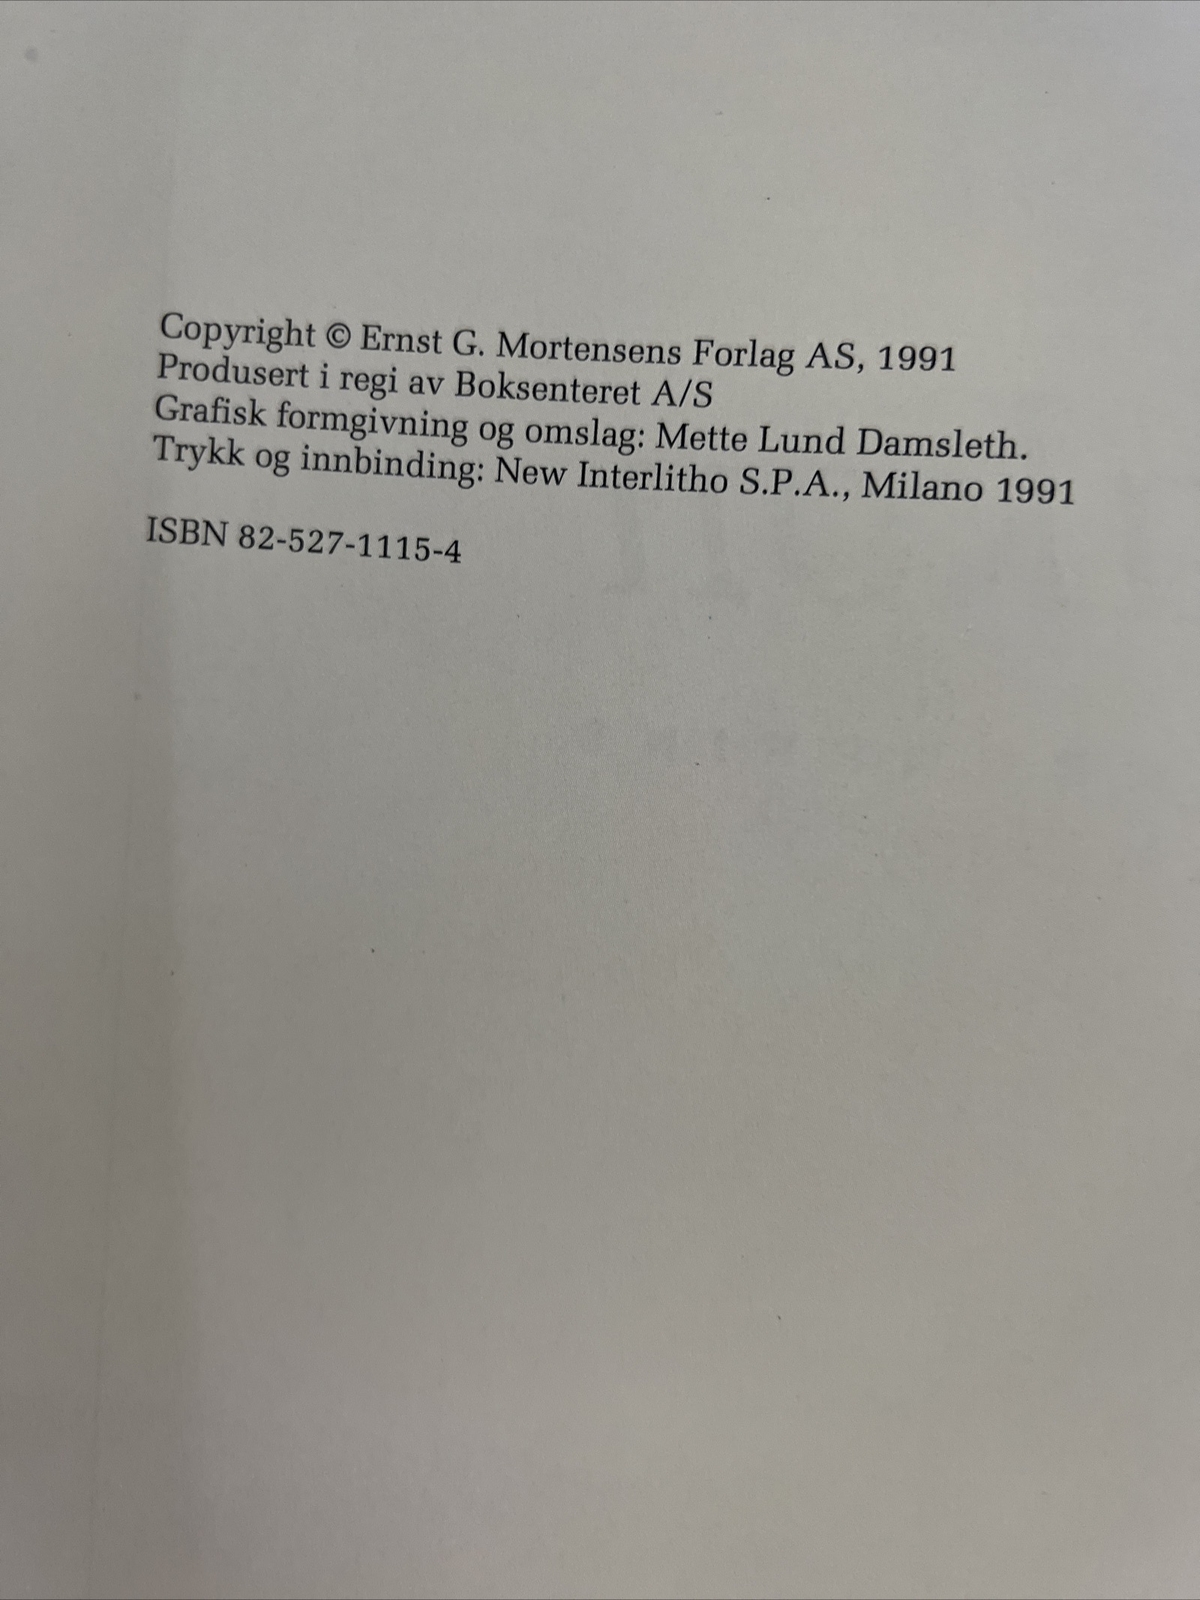 Copyright © Ernst G. Mortensens Forlag AS, 1991
Produsert i regi av Boksenteret A/S
Grafisk formgivning og omslag: Mette Lund Damsleth.
Trykk og innbinding: New Interlitho S.P.A., Milano 1991
ISBN 82-527-1115-4